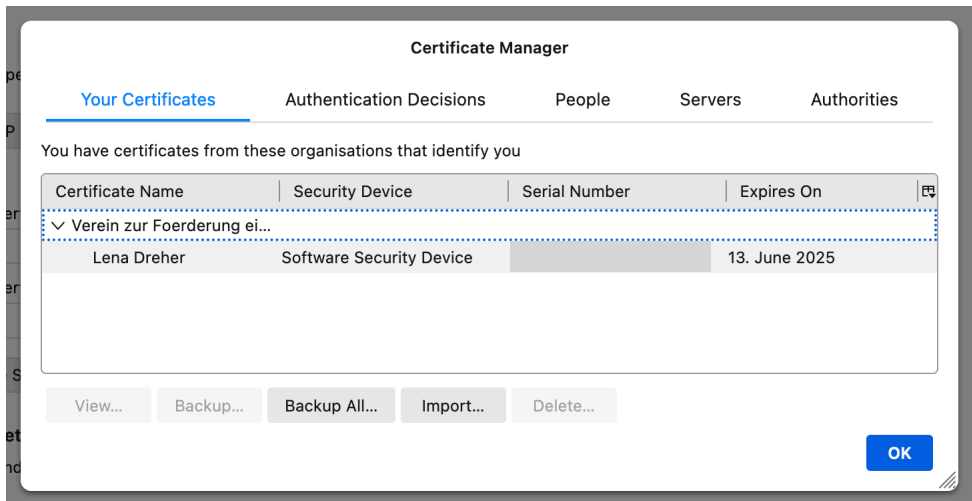 Certificate Manager
Your Certificates Authentication Decisions People Servers Authorities
You have certificates from these organisations that identify you
Certificate Name Security Device Serial Number Expires On
Verein zur Foerderung ei...
Lena Dreher Software Security Device 13. June 2025
View... Backup... Backup All... Import... Delete...
OK